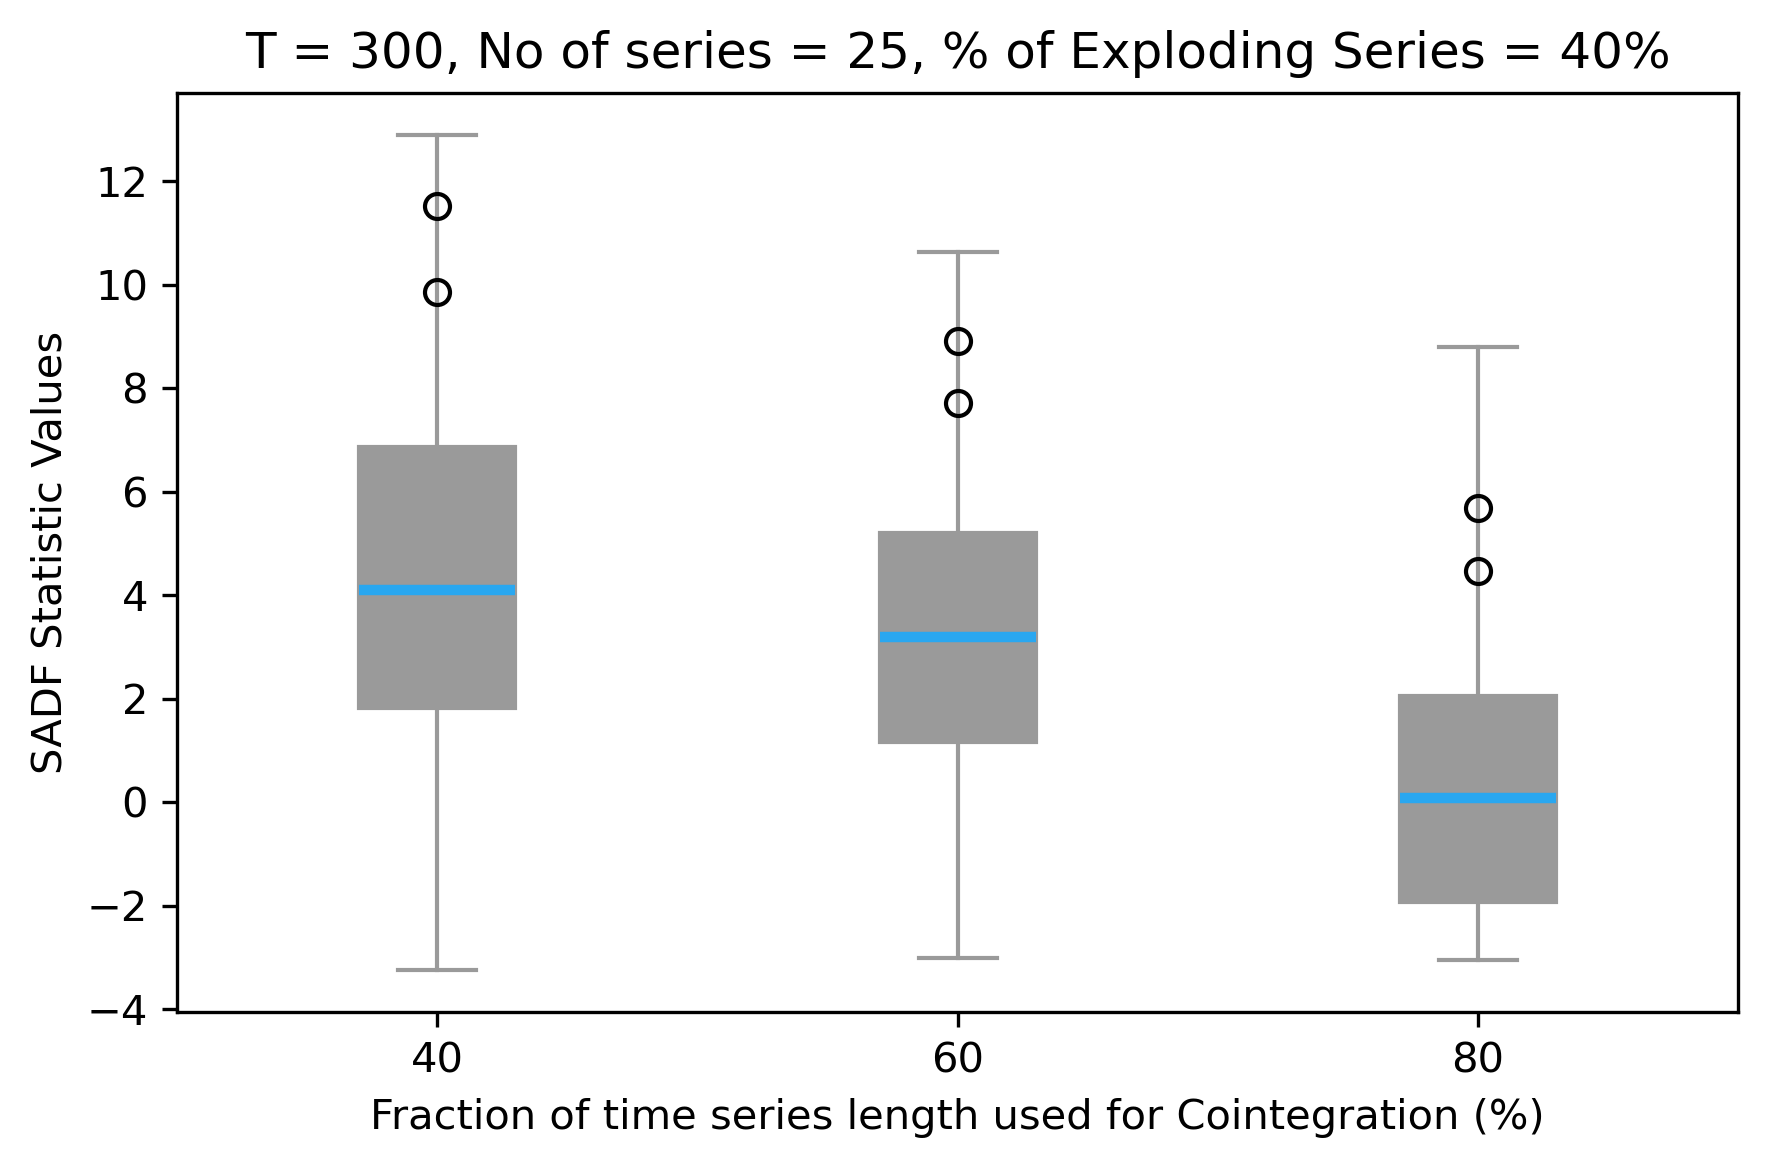 T = 300, No of series = 25, % of Exploding Series = 40%
SADF Statistic Values
12
10
8
6
4
2
0
−2
−4
40 60 80
Fraction of time series length used for Cointegration (%)